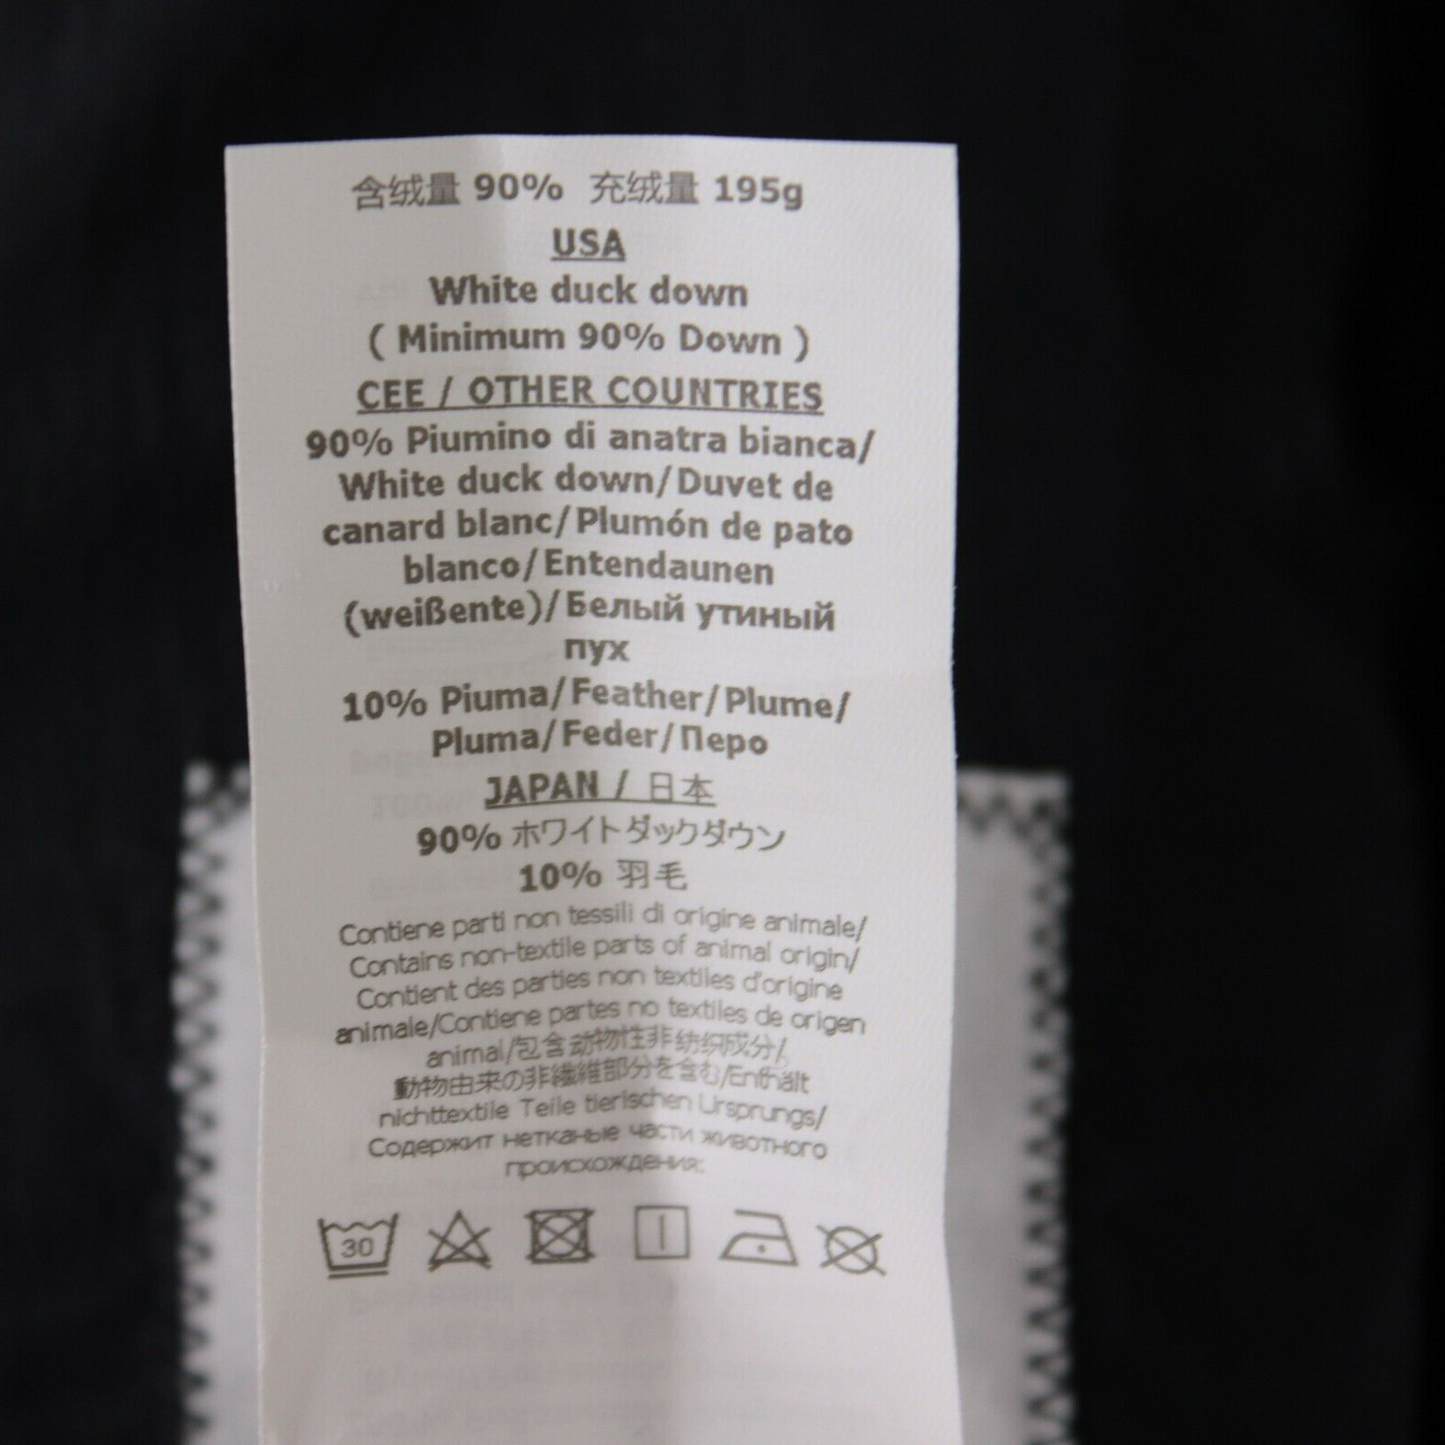 含绒量 90% 充绒量 195g
USA
White duck down
( Minimum 90% Down )
CEE / OTHER COUNTRIES
90% Piumino di anatra bianca/
White duck down/Duvet de
canard blanc/Plumón de pato
blanco/Entendaunen
(weißente)/Белый утиный
пух
10% Piuma/Feather/Plume/
Pluma/Feder/Перо
JAPAN / 日本
90% ホワイトダックダウン
10% 羽毛
Contiene parti non tessili di origine animale/
Contains non-textile parts of animal origin/
Contient des parties non textiles d'origine
animale/Contiene partes no textiles de origen
animal/包含动物性非纺织成分/
動物由来の非繊維部分を含む/Enthält
nichttextile Teile tierischen Ursprungs/
Содержит нетканые части животного
происхождения:
30